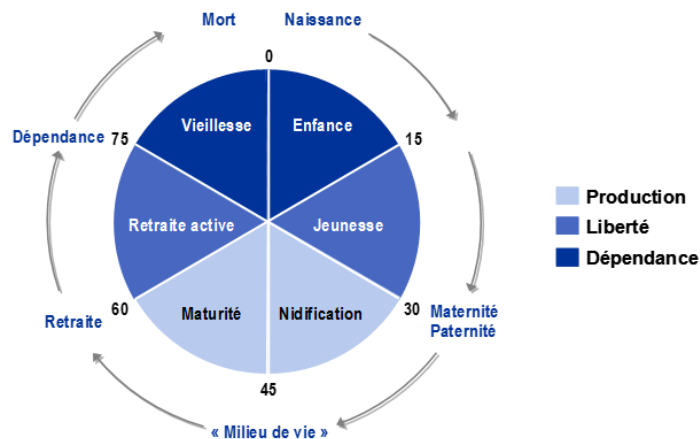 Mort
Naissance
0
Dépendance
75
Vieillesse
Enfance
15
Production
Retraite active
Jeunesse
Liberté
Dépendance
Retraite
60
Maturité
Nidification
30
Maternité
Paternité
45
« Milieu de vie »